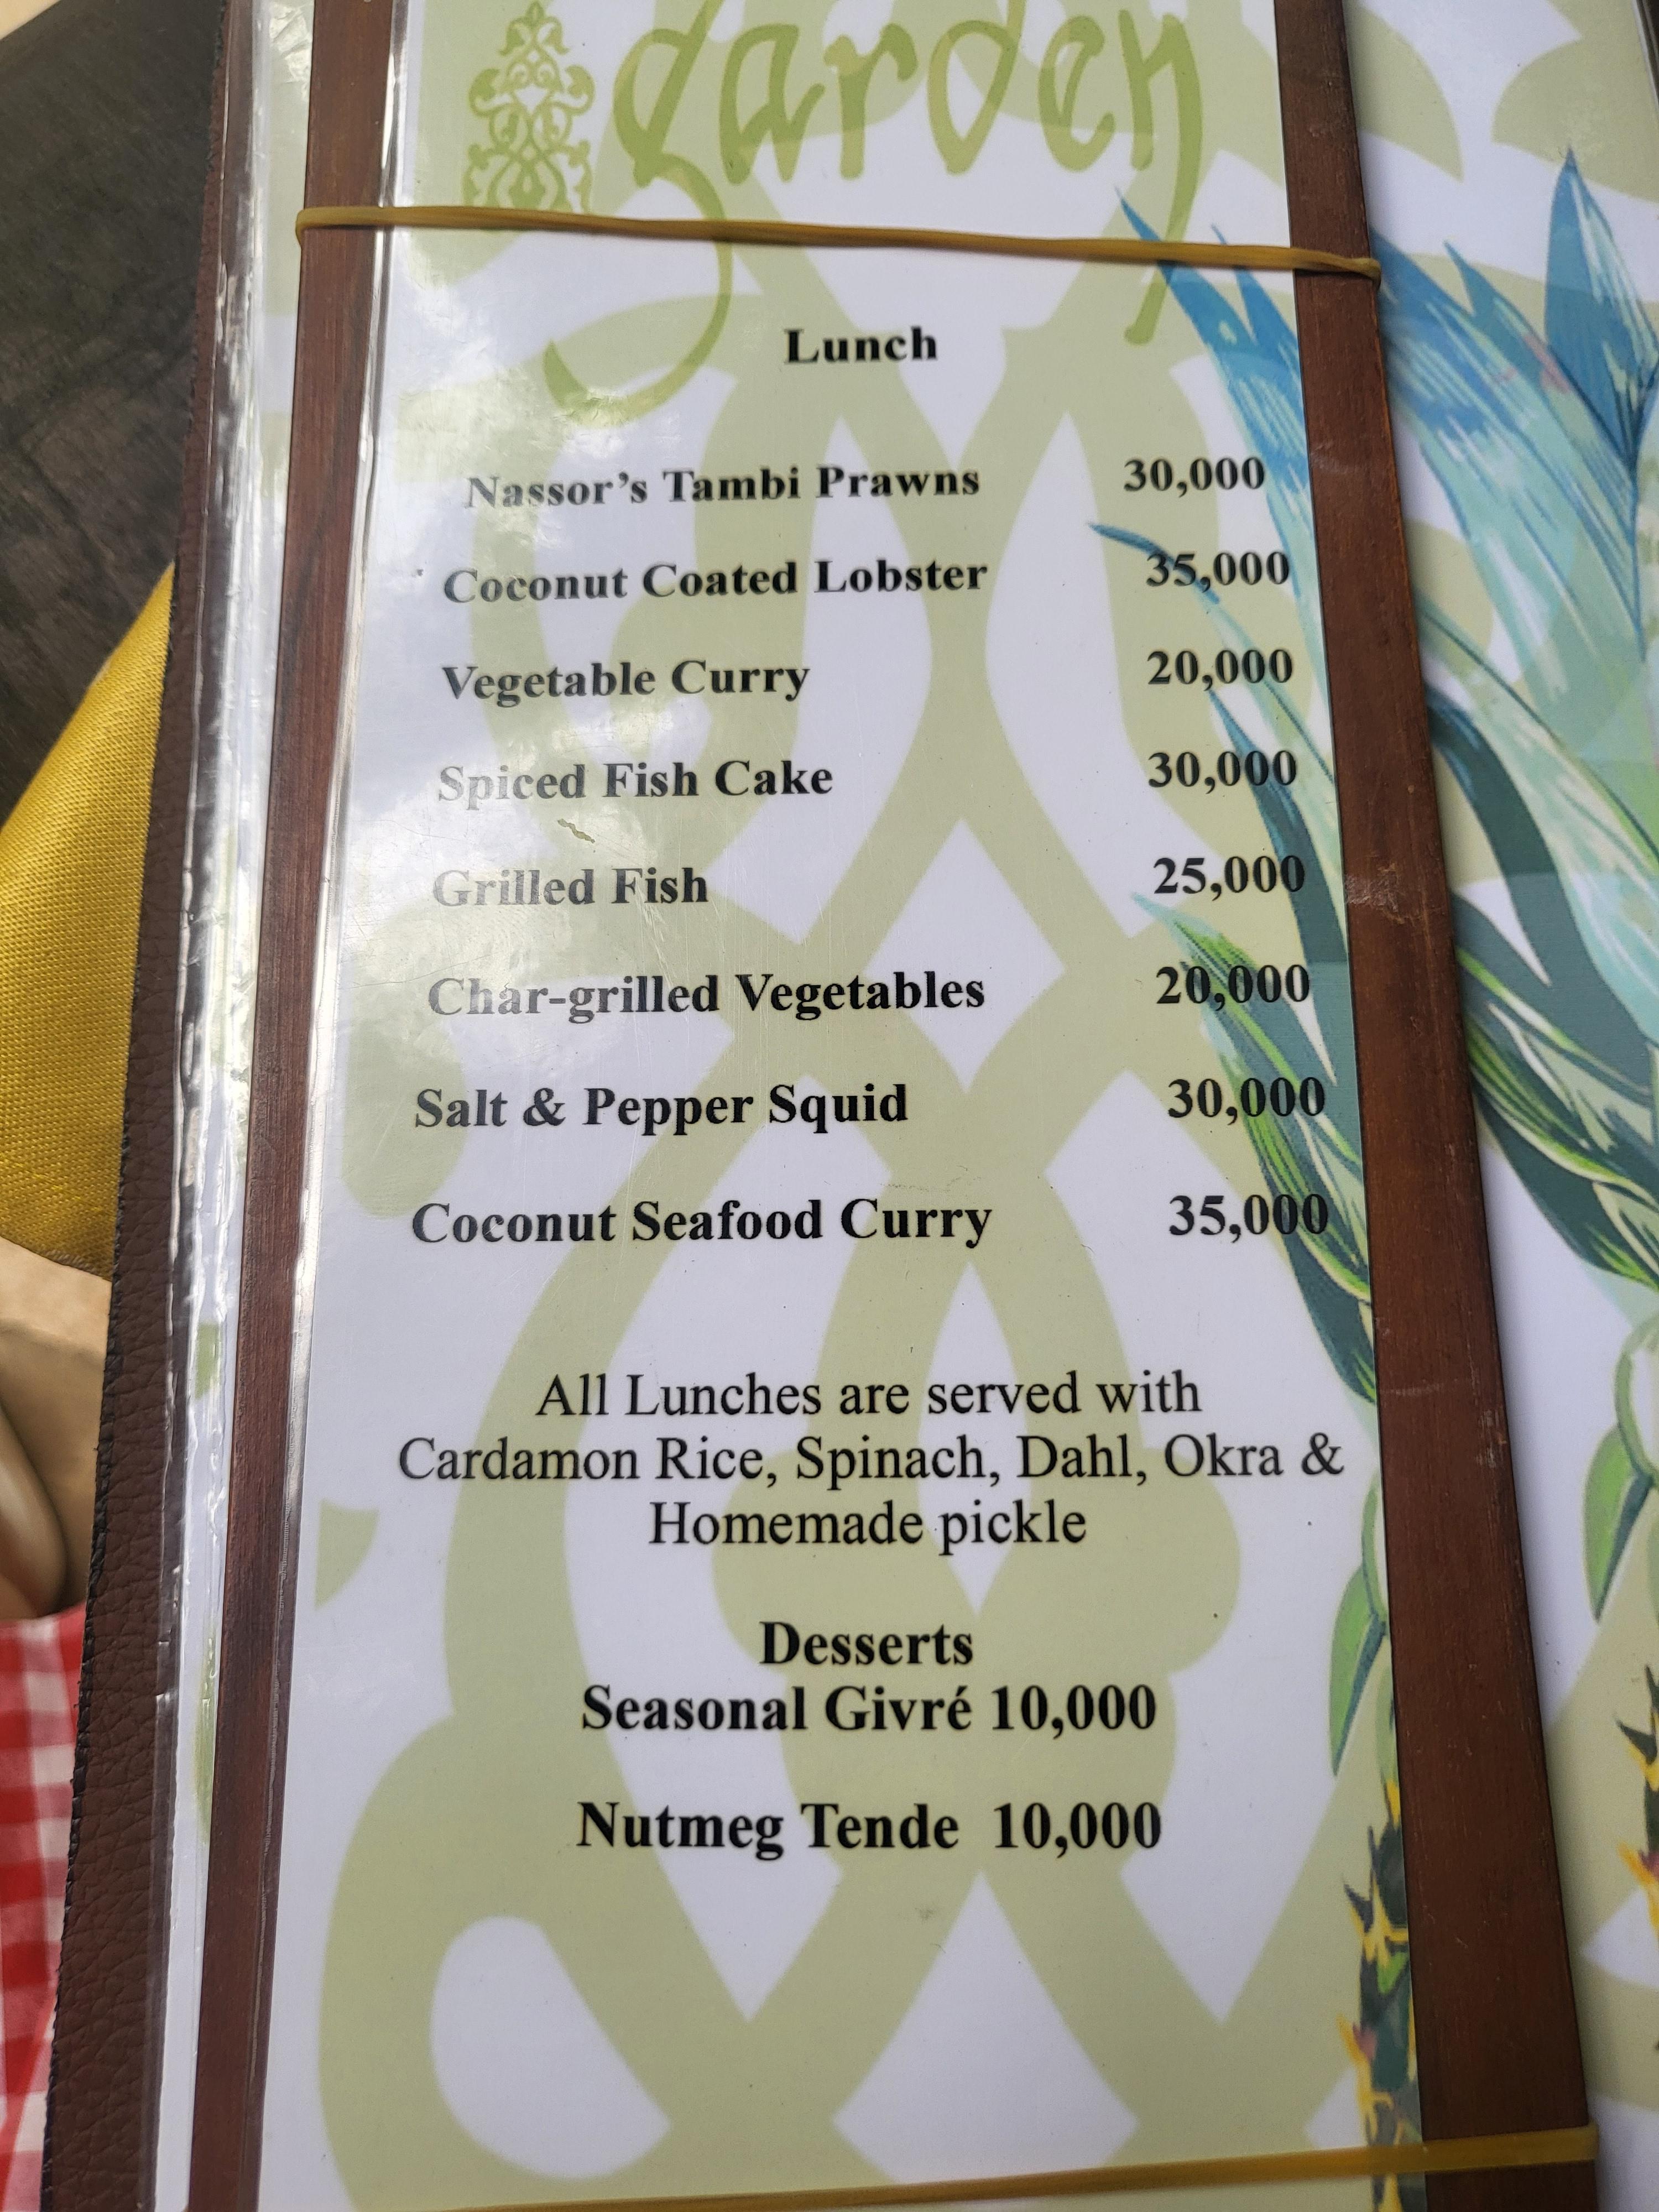 garden
Lunch
Nassor's Tambi Prawns 30,000
Coconut Coated Lobster 35,000
Vegetable Curry 20,000
Spiced Fish Cake 30,000
Grilled Fish 25,000
Char-grilled Vegetables 20,000
Salt & Pepper Squid 30,000
Coconut Seafood Curry 35,000
All Lunches are served with
Cardamon Rice, Spinach, Dahl, Okra &
Homemade pickle
Desserts
Seasonal Givré 10,000
Nutmeg Tende 10,000